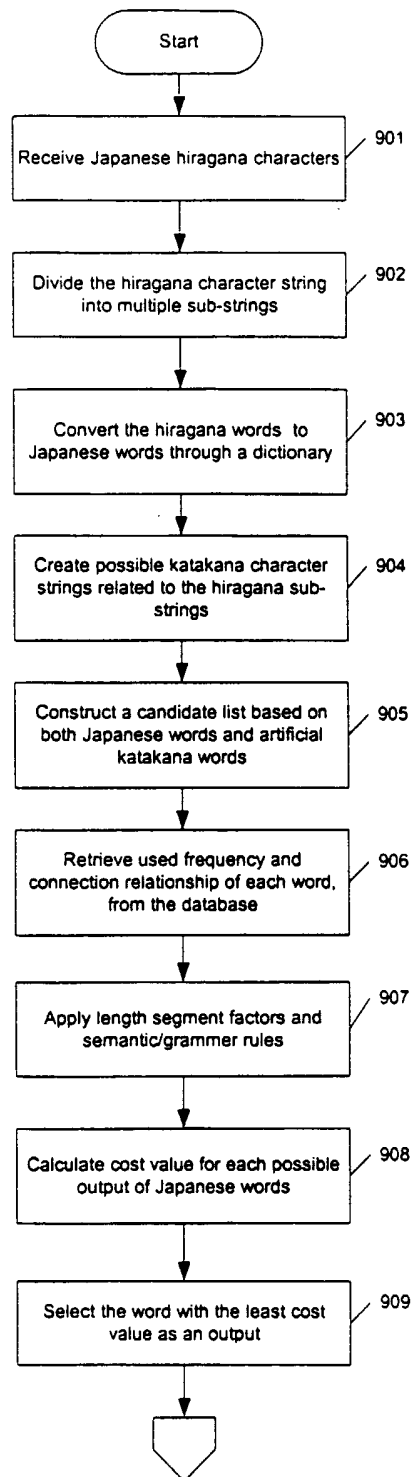 Start
901
Receive Japanese hiragana characters
Divide the hiragana character string
into multiple sub-strings
902
Convert the hiragana words to
Japanese words through a dictionary
903
Create possible katakana character
strings related to the hiragana sub-
strings
904
Construct a candidate list based on
both Japanese words and artificial
katakana words
905
Retrieve used frequency and
connection relationship of each word,
from the database
906
Apply length segment factors and
semantic/grammer rules
907
Calculate cost value for each possible
output of Japanese words
908
Select the word with the least cost
value as an output
909